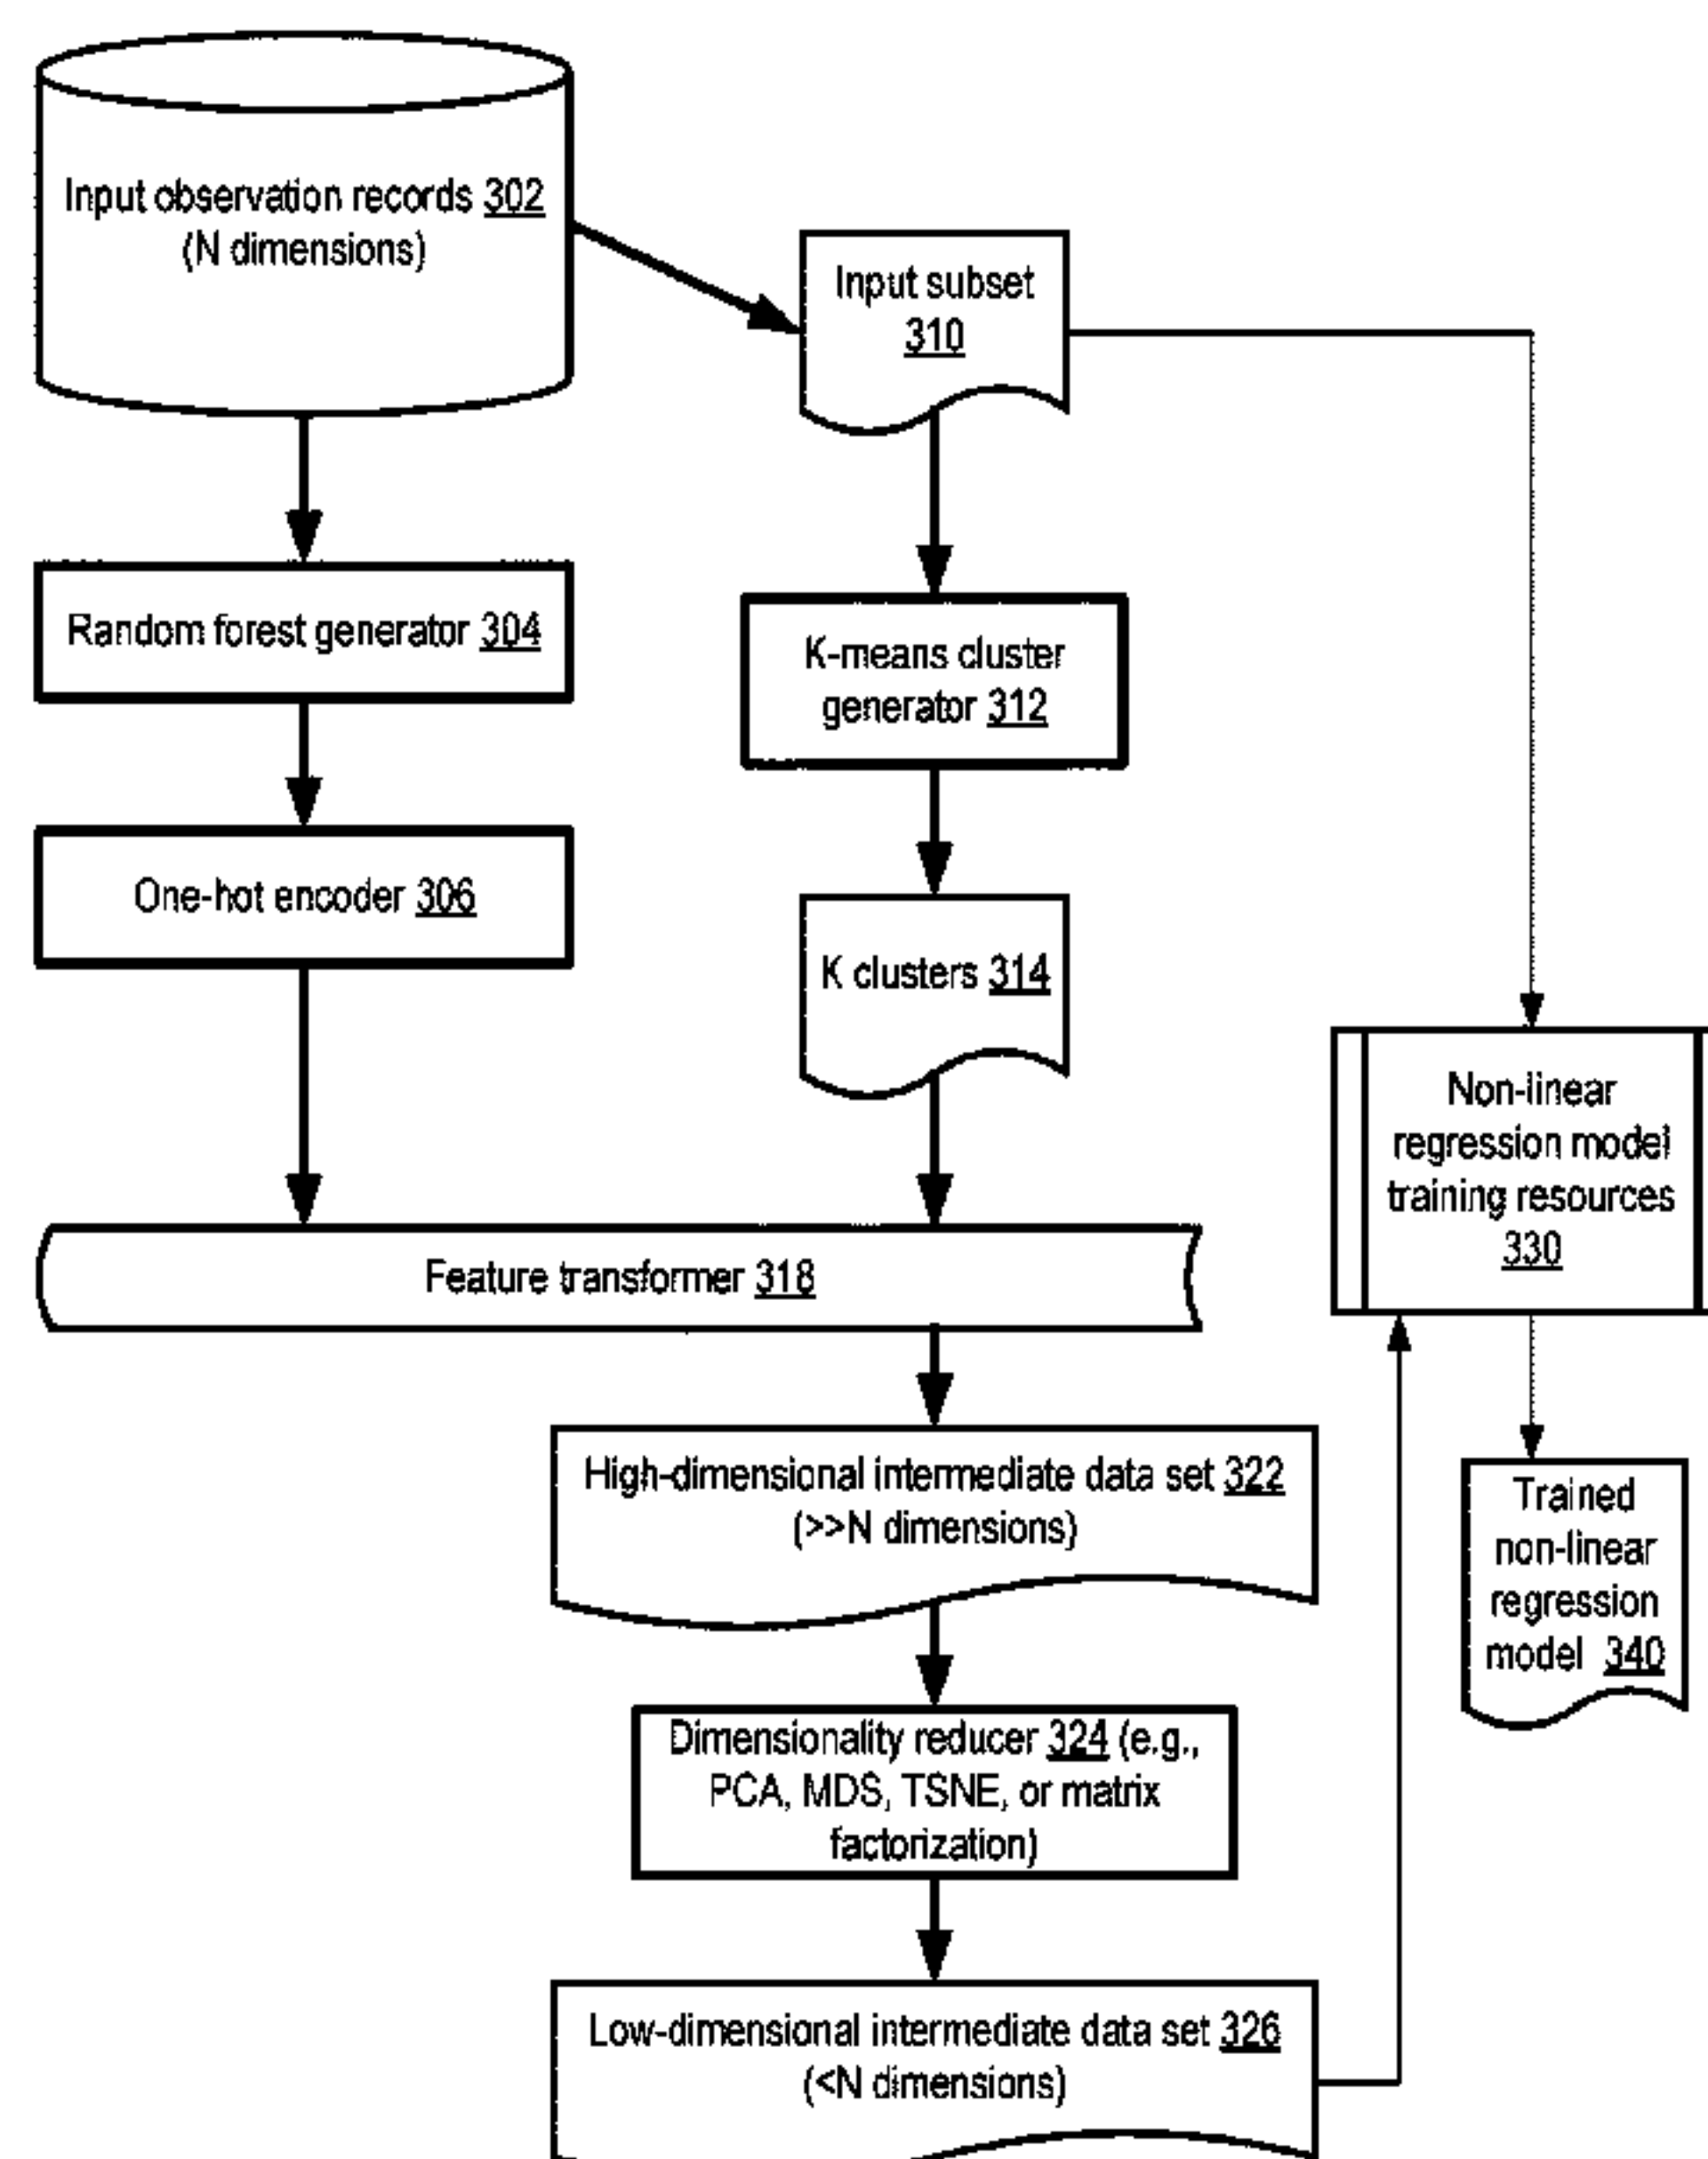 Input observation records 302
(N dimensions)
Input subset
310
Random forest generator 304
K-means cluster
generator 312
One-hot encoder 306
K clusters 314
Non-linear
regression model
training resources
330
Feature transformer 318
High-dimensional intermediate data set 322
(>>N dimensions)
Trained
non-linear
regression
model 340
Dimensionality reducer 324 (e.g.,
PCA, MDS, TSNE, or matrix
factorization)
Low-dimensional intermediate data set 326
(<N dimensions)